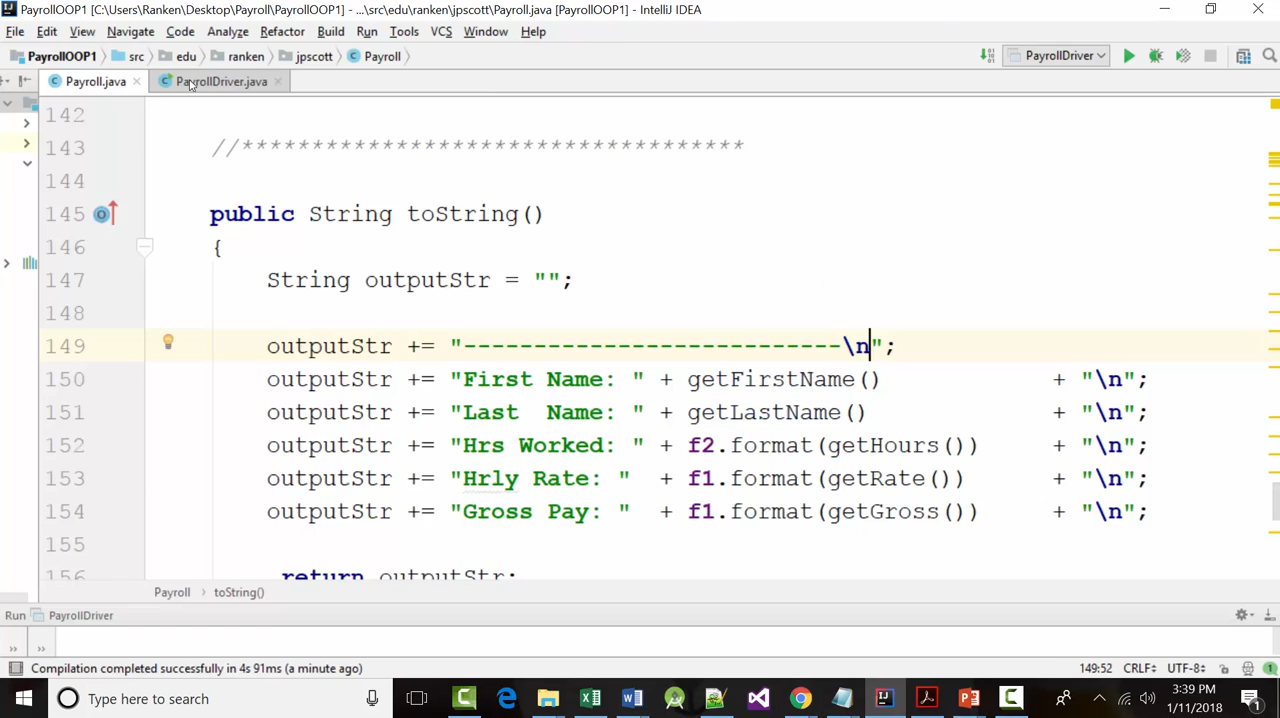 PayrollOOP1 [C:\Users\Ranken\Desktop\Payroll\PayrollOOP1] - ...\src\edu\ranken\jpscott\Payroll.java [PayrollOOP1] - IntelliJ IDEA
File Edit View Navigate Code Analyze Refactor Build Run Tools VCS Window Help
PayrollOOP1 src edu ranken jpscott Payroll PayrollDriver
Payroll.java PayrollDriver.java
142
143 //************************************
144
145 public String toString()
146 {
147 String outputStr = "";
148
149 outputStr += "---------------------------\n";
150 outputStr += "First Name: " + getFirstName() + "\n";
151 outputStr += "Last  Name: " + getLastName() + "\n";
152 outputStr += "Hrs Worked: " + f2.format(getHours()) + "\n";
153 outputStr += "Hrly Rate: " + f1.format(getRate()) + "\n";
154 outputStr += "Gross Pay: " + f1.format(getGross()) + "\n";
155
156 return outputStr;
Payroll › toString()
Run PayrollDriver
Compilation completed successfully in 4s 91ms (a minute ago) 149:52 CRLF UTF-8
Type here to search
3:39 PM
1/11/2018